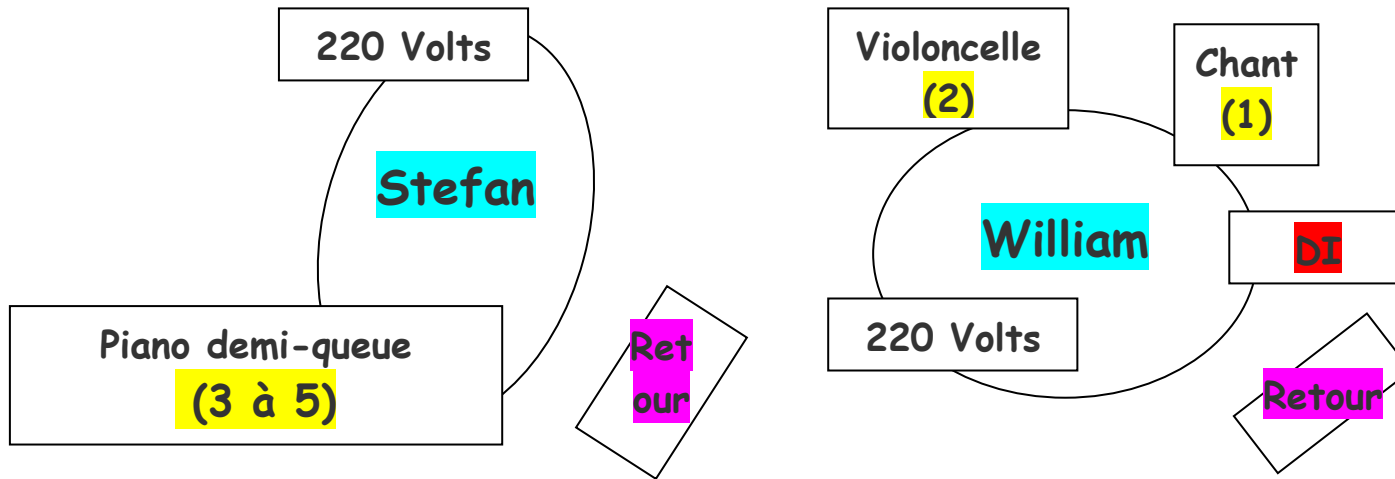 220 Volts
Stefan
Piano demi-queue
(3 à 5)
Ret
our
Violoncelle
(2)
Chant
(1)
William
DI
220 Volts
Retour